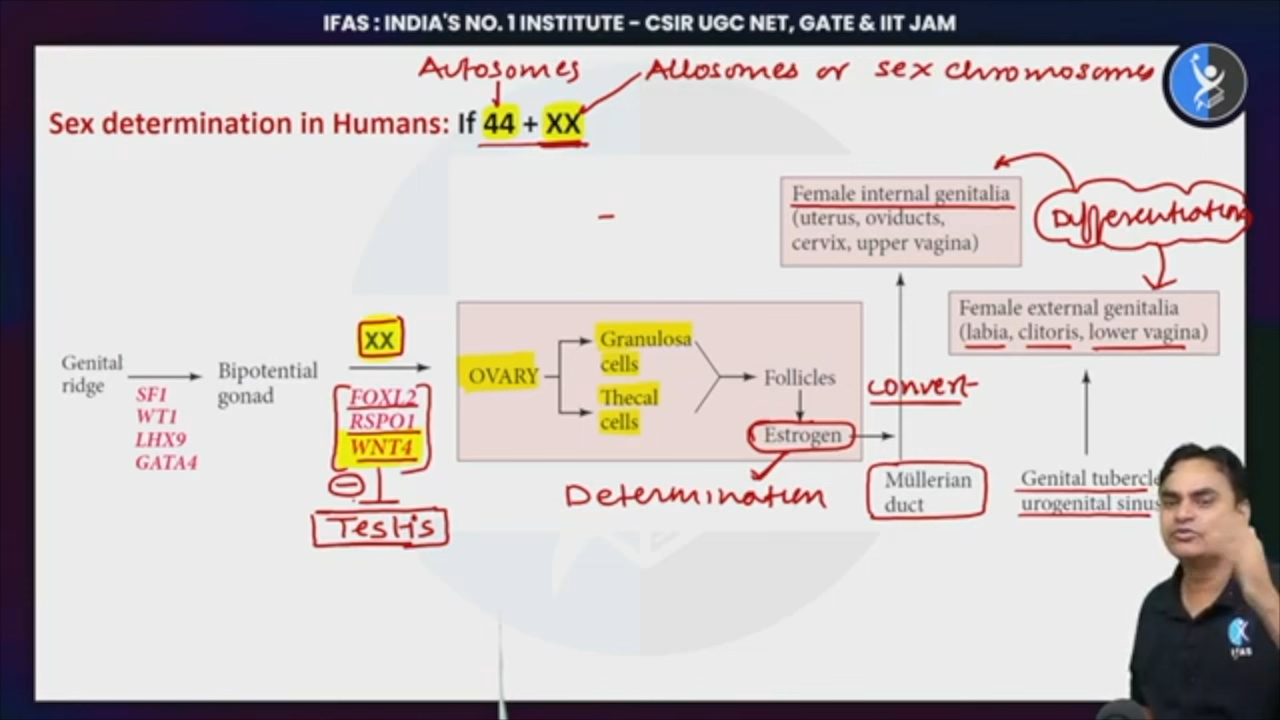 IFAS : INDIA'S NO. 1 INSTITUTE - CSIR UGC NET, GATE & IIT JAM
Autosomes
Allosomes or sex chromosomes
Sex determination in Humans: If 44 + XX
Female internal genitalia
(uterus, oviducts,
cervix, upper vagina)
Differentiation
Female external genitalia
(labia, clitoris, lower vagina)
Genital
ridge
SF1
WT1
LHX9
GATA4
Bipotential
gonad
XX
FOXL2
RSPO1
WNT4
Testis
OVARY
Granulosa
cells
Thecal
cells
Follicles
Estrogen
Determination
convert
Müllerian
duct
Genital tubercle
urogenital sinus
IFAS